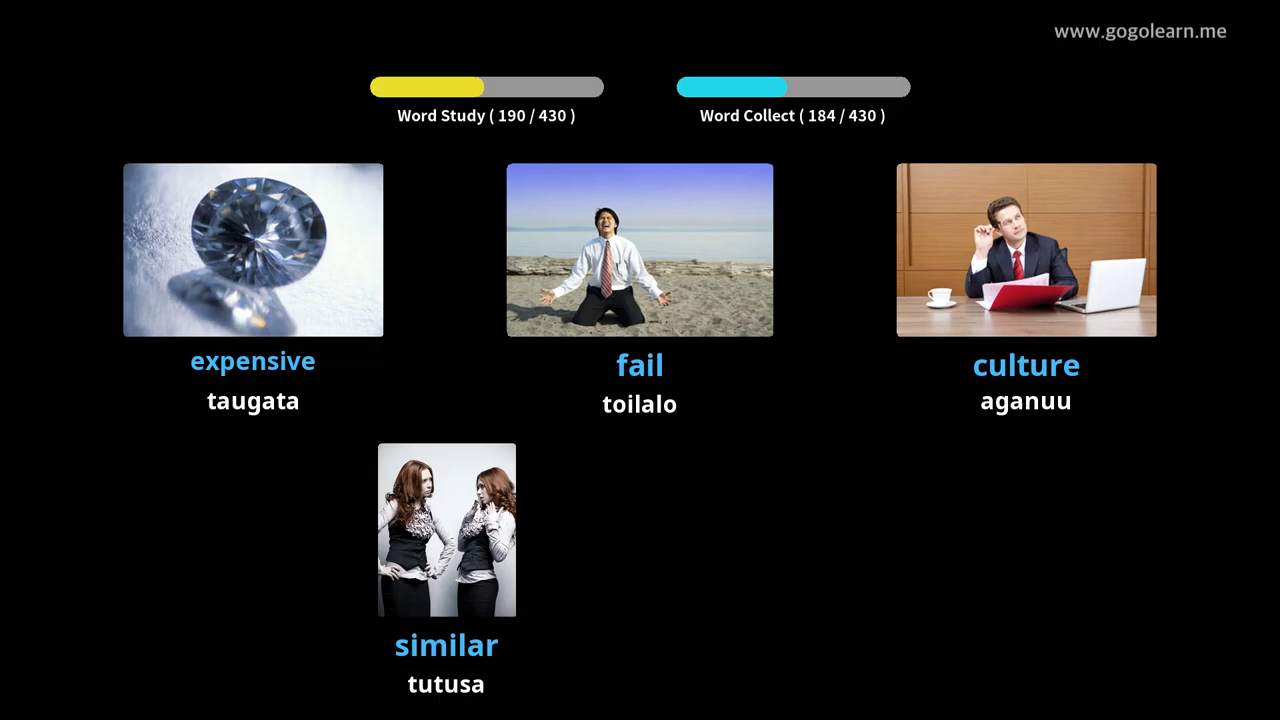 www.gogolearn.me
Word Study ( 190 / 430 )
Word Collect ( 184 / 430 )
expensive
taugata
fail
toilalo
culture
aganuu
similar
tutusa